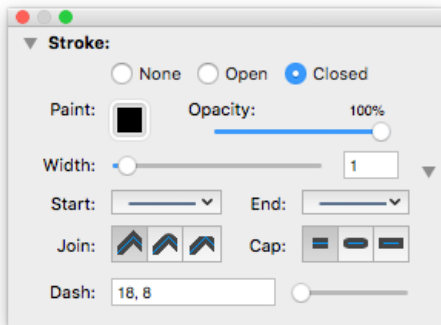 Stroke:
None Open Closed
Paint: Opacity: 100%
Width: 1
Start: End:
Join: Cap:
Dash: 18, 8